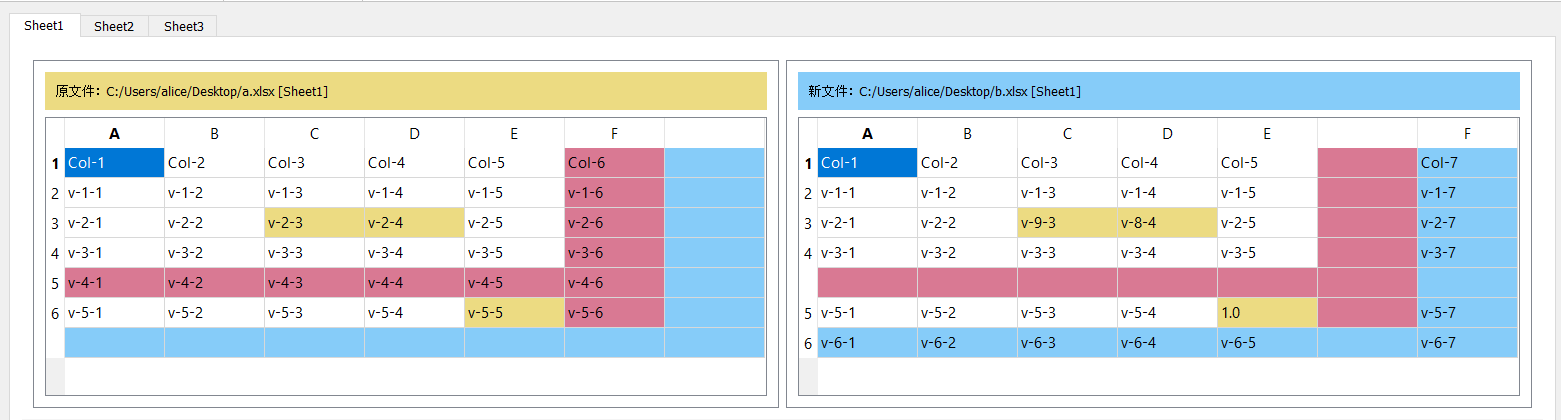 Sheet1 Sheet2 Sheet3
原文件：C:/Users/alice/Desktop/a.xlsx [Sheet1]
A B C D E F
1 Col-1 Col-2 Col-3 Col-4 Col-5 Col-6
2 v-1-1 v-1-2 v-1-3 v-1-4 v-1-5 v-1-6
3 v-2-1 v-2-2 v-2-3 v-2-4 v-2-5 v-2-6
4 v-3-1 v-3-2 v-3-3 v-3-4 v-3-5 v-3-6
5 v-4-1 v-4-2 v-4-3 v-4-4 v-4-5 v-4-6
6 v-5-1 v-5-2 v-5-3 v-5-4 v-5-5 v-5-6
新文件：C:/Users/alice/Desktop/b.xlsx [Sheet1]
A B C D E F
1 Col-1 Col-2 Col-3 Col-4 Col-5 Col-7
2 v-1-1 v-1-2 v-1-3 v-1-4 v-1-5 v-1-7
3 v-2-1 v-2-2 v-9-3 v-8-4 v-2-5 v-2-7
4 v-3-1 v-3-2 v-3-3 v-3-4 v-3-5 v-3-7
5 v-5-1 v-5-2 v-5-3 v-5-4 1.0 v-5-7
6 v-6-1 v-6-2 v-6-3 v-6-4 v-6-5 v-6-7